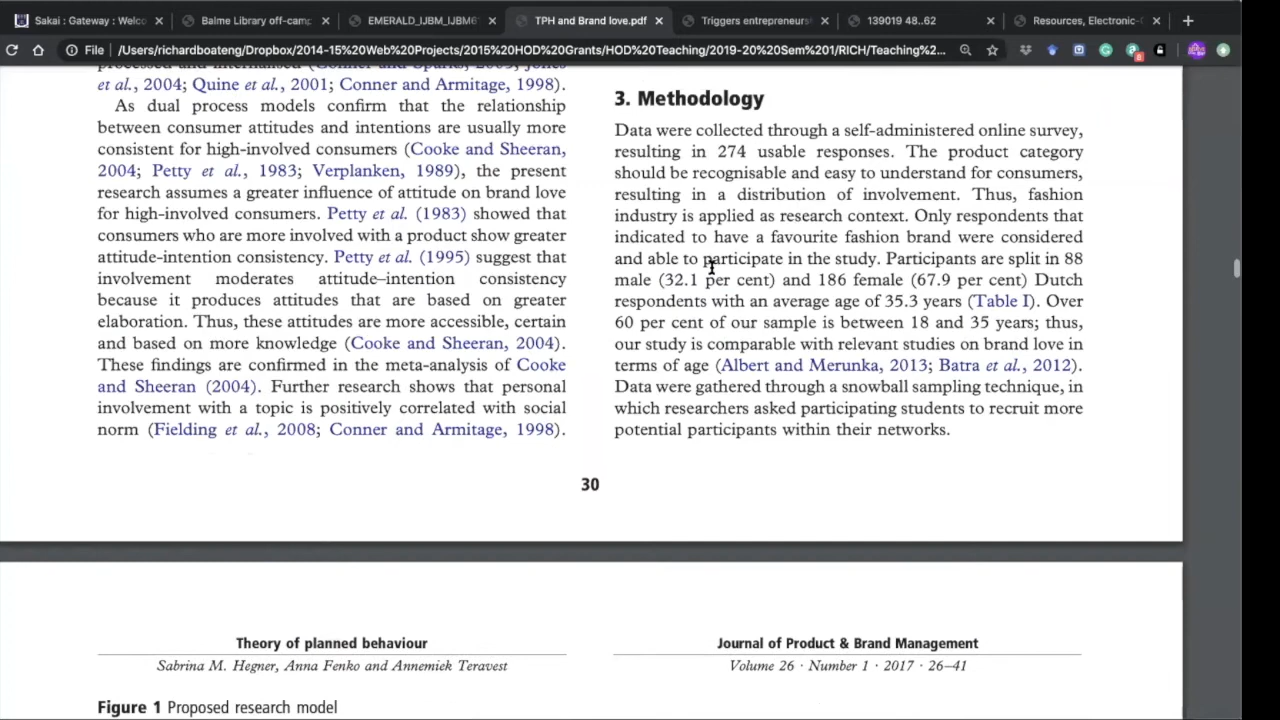 Sakai : Gateway : Welco
Balme Library off-camp
EMERALD_IJBM_IJBM6
TPH and Brand love.pdf
Triggers entrepreneurs
139019 48..62
Resources, Electronic-
File
/Users/richardboateng/Dropbox/2014-15%20Web%20Projects/2015%20HOD%20Grants/HOD%20Teaching/2019-20%20Sem%201/RICH/Teaching%2...
et al., 2004; Quine et al., 2001; Conner and Armitage, 1998).
As dual process models confirm that the relationship
between consumer attitudes and intentions are usually more
consistent for high-involved consumers (Cooke and Sheeran,
2004; Petty et al., 1983; Verplanken, 1989), the present
research assumes a greater influence of attitude on brand love
for high-involved consumers. Petty et al. (1983) showed that
consumers who are more involved with a product show greater
attitude-intention consistency. Petty et al. (1995) suggest that
involvement moderates attitude–intention consistency
because it produces attitudes that are based on greater
elaboration. Thus, these attitudes are more accessible, certain
and based on more knowledge (Cooke and Sheeran, 2004).
These findings are confirmed in the meta-analysis of Cooke
and Sheeran (2004). Further research shows that personal
involvement with a topic is positively correlated with social
norm (Fielding et al., 2008; Conner and Armitage, 1998).
3. Methodology
Data were collected through a self-administered online survey,
resulting in 274 usable responses. The product category
should be recognisable and easy to understand for consumers,
resulting in a distribution of involvement. Thus, fashion
industry is applied as research context. Only respondents that
indicated to have a favourite fashion brand were considered
and able to participate in the study. Participants are split in 88
male (32.1 per cent) and 186 female (67.9 per cent) Dutch
respondents with an average age of 35.3 years (Table I). Over
60 per cent of our sample is between 18 and 35 years; thus,
our study is comparable with relevant studies on brand love in
terms of age (Albert and Merunka, 2013; Batra et al., 2012).
Data were gathered through a snowball sampling technique, in
which researchers asked participating students to recruit more
potential participants within their networks.
30
Theory of planned behaviour
Sabrina M. Hegner, Anna Fenko and Annemiek Teravest
Journal of Product & Brand Management
Volume 26 · Number 1 · 2017 · 26–41
Figure 1 Proposed research model